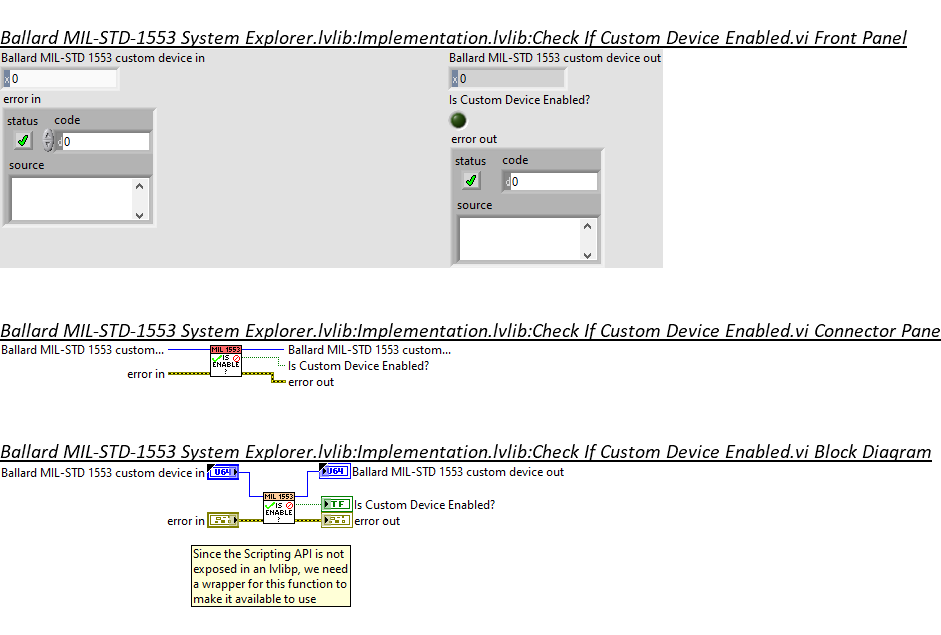 Ballard MIL-STD-1553 System Explorer.lvlib:Implementation.lvlib:Check If Custom Device Enabled.vi Front Panel
Ballard MIL-STD 1553 custom device in
x 0
error in
status code
d 0
source
Ballard MIL-STD 1553 custom device out
x 0
Is Custom Device Enabled?
error out
status code
d 0
source
Ballard MIL-STD-1553 System Explorer.lvlib:Implementation.lvlib:Check If Custom Device Enabled.vi Connector Pane
Ballard MIL-STD 1553 custom...
error in
MIL 1553
IS
ENABLE
?
Ballard MIL-STD 1553 custom...
Is Custom Device Enabled?
error out
Ballard MIL-STD-1553 System Explorer.lvlib:Implementation.lvlib:Check If Custom Device Enabled.vi Block Diagram
Ballard MIL-STD 1553 custom device in
U64
error in
MIL 1553
IS
ENABLE
?
U64
Ballard MIL-STD 1553 custom device out
TF
Is Custom Device Enabled?
error out
Since the Scripting API is not
exposed in an lvlibp, we need
a wrapper for this function to
make it available to use